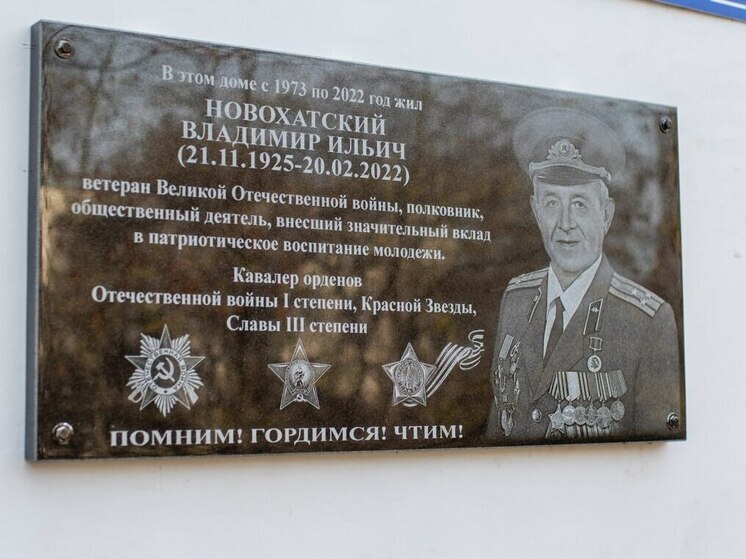 В этом доме с 1973 по 2022 год жил
НОВОХАТСКИЙ
ВЛАДИМИР ИЛЬИЧ
(21.11.1925-20.02.2022)
ветеран Великой Отечественной войны, полковник,
общественный деятель, внесший значительный вклад
в патриотическое воспитание молодежи.
Кавалер орденов
Отечественной войны I степени, Красной Звезды,
Славы III степени
ПОМНИМ! ГОРДИМСЯ! ЧТИМ!